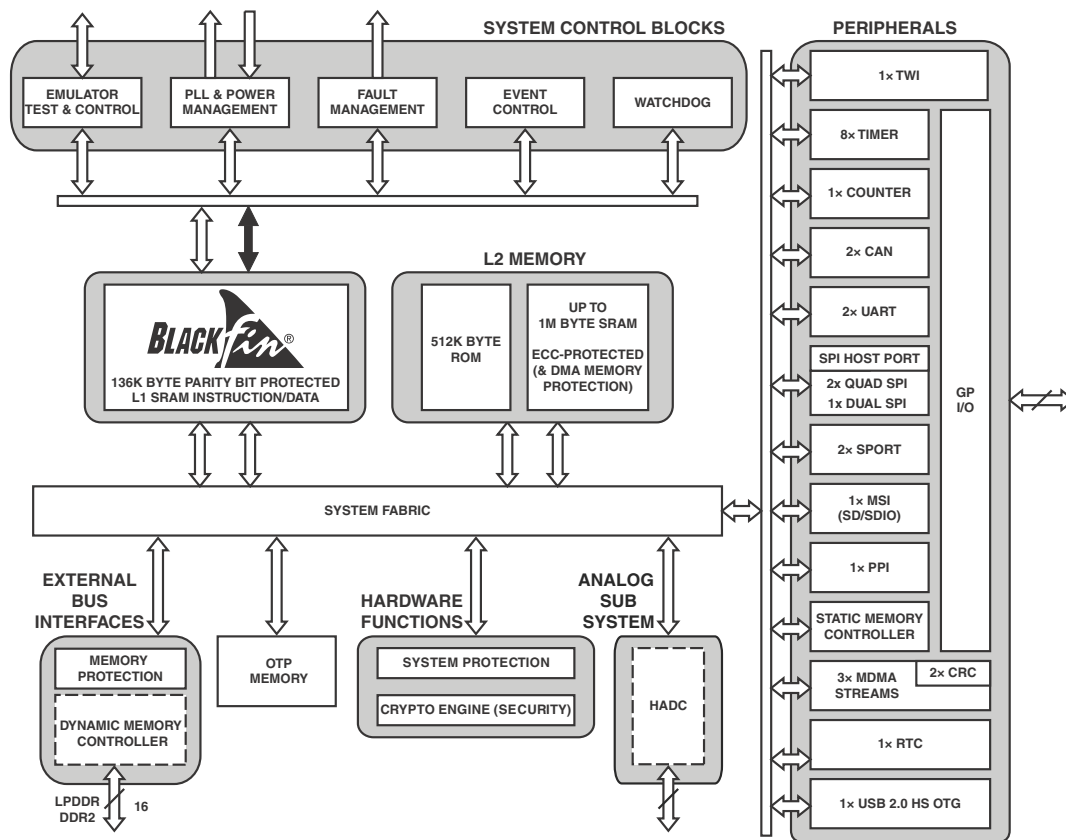 SYSTEM CONTROL BLOCKS
EMULATOR
TEST & CONTROL
PLL & POWER
MANAGEMENT
FAULT
MANAGEMENT
EVENT
CONTROL
WATCHDOG
BLACKfin®
136K BYTE PARITY BIT PROTECTED
L1 SRAM INSTRUCTION/DATA
L2 MEMORY
512K BYTE
ROM
UP TO
1M BYTE SRAM
ECC-PROTECTED
(& DMA MEMORY
PROTECTION)
SYSTEM FABRIC
EXTERNAL
BUS
INTERFACES
MEMORY
PROTECTION
DYNAMIC MEMORY
CONTROLLER
LPDDR
DDR2
16
OTP
MEMORY
HARDWARE
FUNCTIONS
SYSTEM PROTECTION
CRYPTO ENGINE (SECURITY)
ANALOG
SUB
SYSTEM
HADC
PERIPHERALS
1× TWI
8× TIMER
1× COUNTER
2× CAN
2× UART
SPI HOST PORT
2× QUAD SPI
1× DUAL SPI
2× SPORT
1× MSI
(SD/SDIO)
1× PPI
STATIC MEMORY
CONTROLLER
3× MDMA
STREAMS
2× CRC
1× RTC
1× USB 2.0 HS OTG
GP
I/O